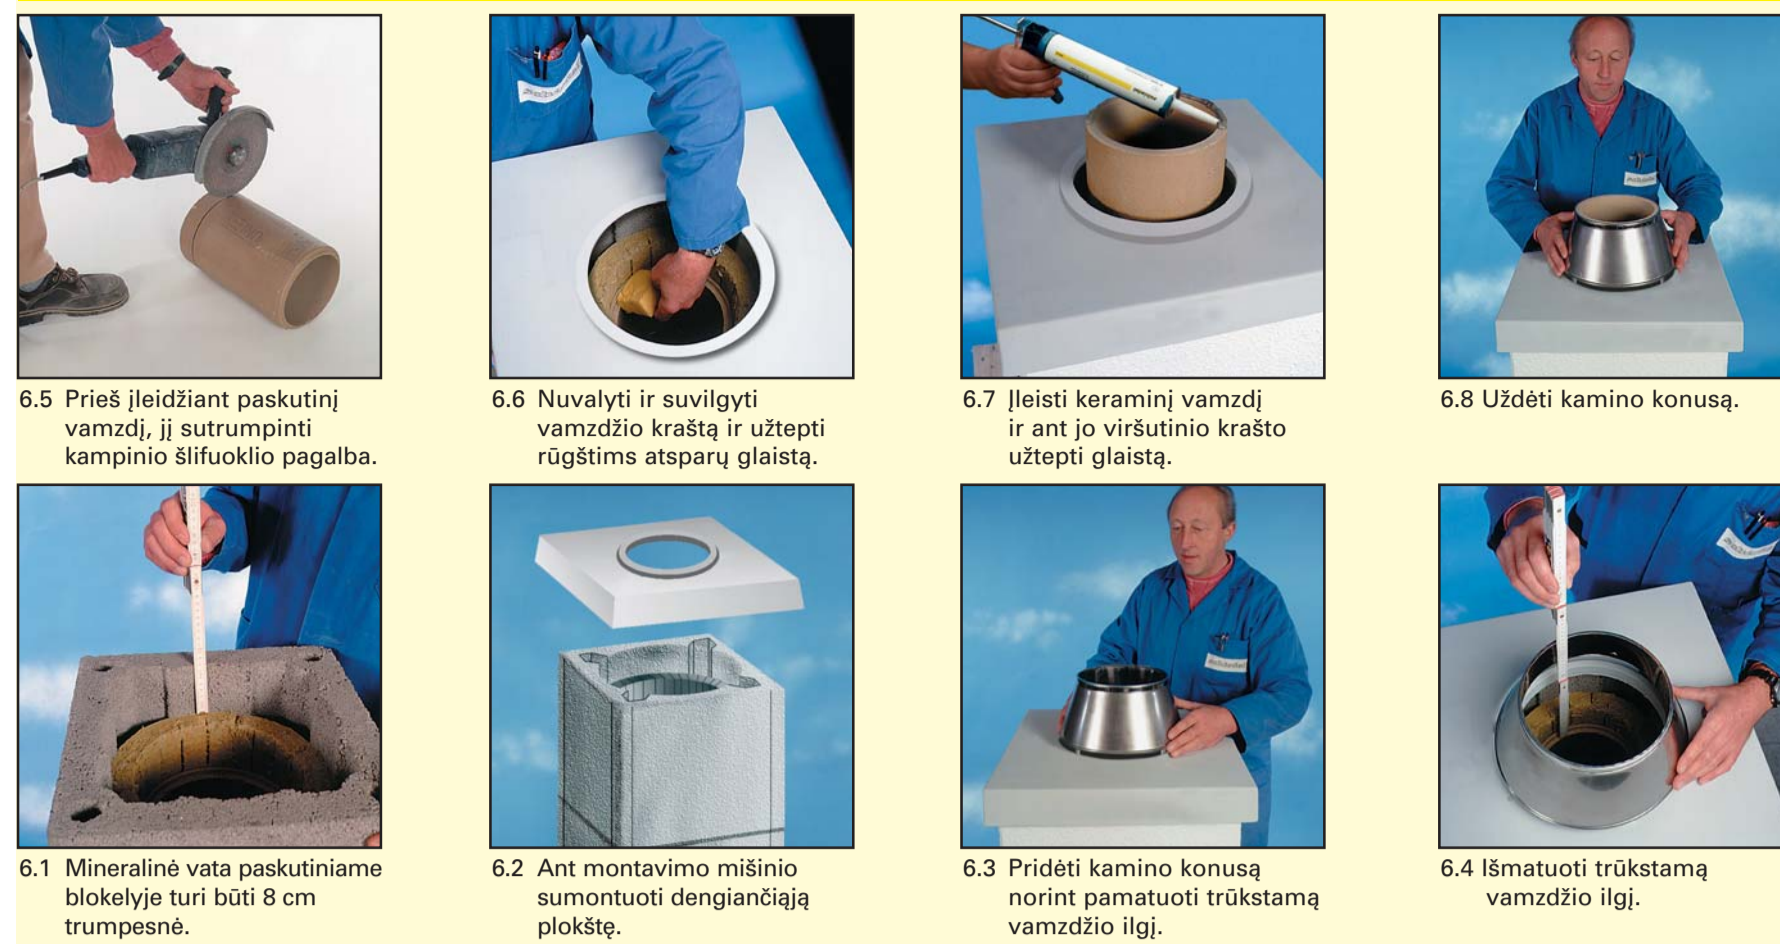 6.5 Prieš įleidžiant paskutinį
vamzdį, jį sutrumpinti
kampinio šlifuoklio pagalba.
6.6 Nuvalyti ir suvilgyti
vamzdžio kraštą ir užtepti
rūgštims atsparų glaistą.
6.7 Įleisti keraminį vamzdį
ir ant jo viršutinio krašto
užtepti glaistą.
6.8 Uždėti kamino konusą.
6.1 Mineralinė vata paskutiniame
blokelyje turi būti 8 cm
trumpesnė.
6.2 Ant montavimo mišinio
sumontuoti dengiančiąją
plokštę.
6.3 Pridėti kamino konusą
norint pamatuoti trūkstamą
vamzdžio ilgį.
6.4 Išmatuoti trūkstamą
vamzdžio ilgį.